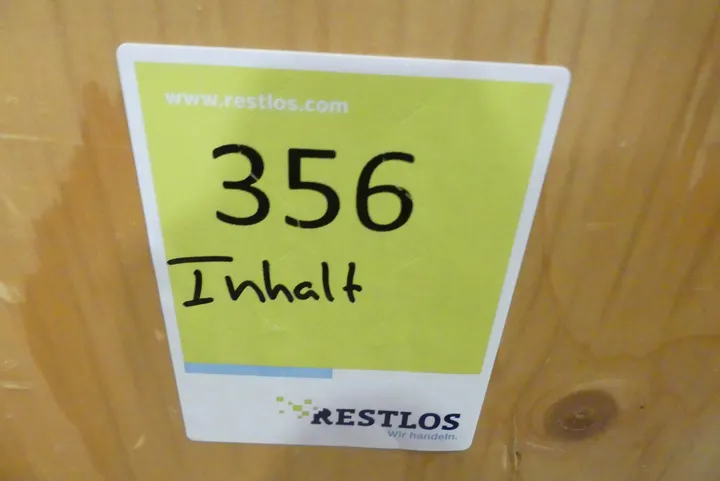 www.restlos.com
356
Inhalt
RESTLOS
Wir handeln.